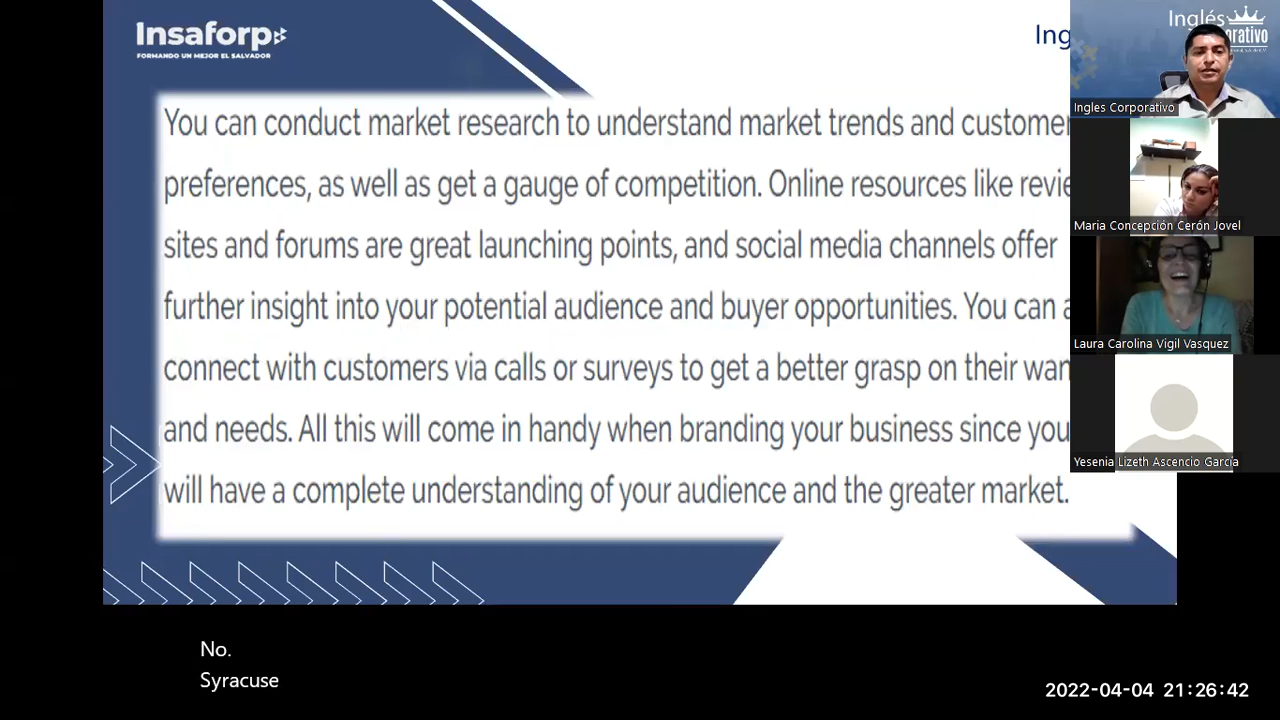 Insaforp
FORMANDO UN MEJOR EL SALVADOR
Ing
Inglés
orativo
You can conduct market research to understand market trends and customer
preferences, as well as get a gauge of competition. Online resources like revie
sites and forums are great launching points, and social media channels offer
further insight into your potential audience and buyer opportunities. You can a
connect with customers via calls or surveys to get a better grasp on their wan
and needs. All this will come in handy when branding your business since you
will have a complete understanding of your audience and the greater market.
Ingles Corporativo
Maria Concepción Cerón Jovel
Laura Carolina Vigil Vasquez
Yesenia Lizeth Ascencio García
No.
Syracuse
2022-04-04 21:26:42